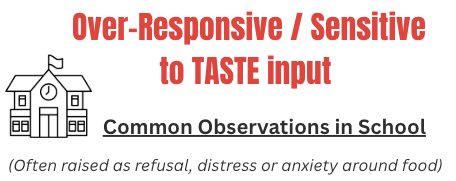 Over-Responsive / Sensitive
to TASTE input
Common Observations in School
(Often raised as refusal, distress or anxiety around food)